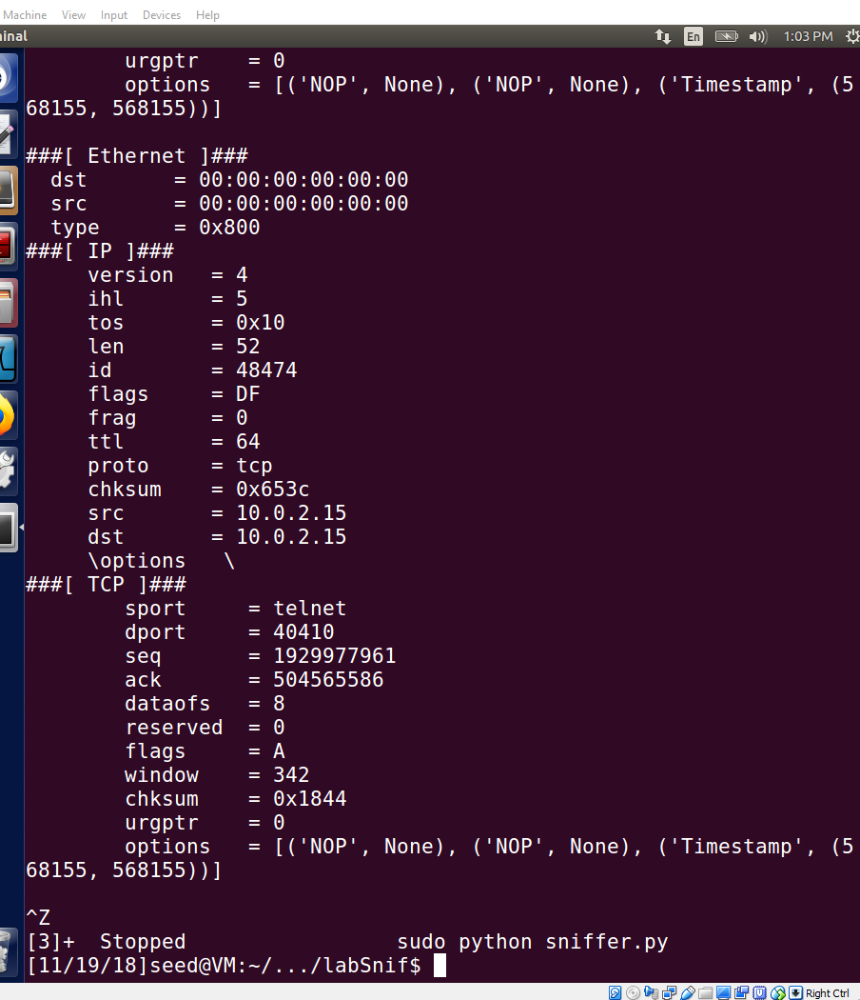 Machine View Input Devices Help
inal En 1:03 PM
urgptr = 0
options = [('NOP', None), ('NOP', None), ('Timestamp', (5
68155, 568155))]
###[ Ethernet ]###
dst = 00:00:00:00:00:00
src = 00:00:00:00:00:00
type = 0x800
###[ IP ]###
version = 4
ihl = 5
tos = 0x10
len = 52
id = 48474
flags = DF
frag = 0
ttl = 64
proto = tcp
chksum = 0x653c
src = 10.0.2.15
dst = 10.0.2.15
\options \
###[ TCP ]###
sport = telnet
dport = 40410
seq = 1929977961
ack = 504565586
dataofs = 8
reserved = 0
flags = A
window = 342
chksum = 0x1844
urgptr = 0
options = [('NOP', None), ('NOP', None), ('Timestamp', (5
68155, 568155))]
^Z
[3]+ Stopped sudo python sniffer.py
[11/19/18]seed@VM:~/.../labSnif$
Right Ctrl